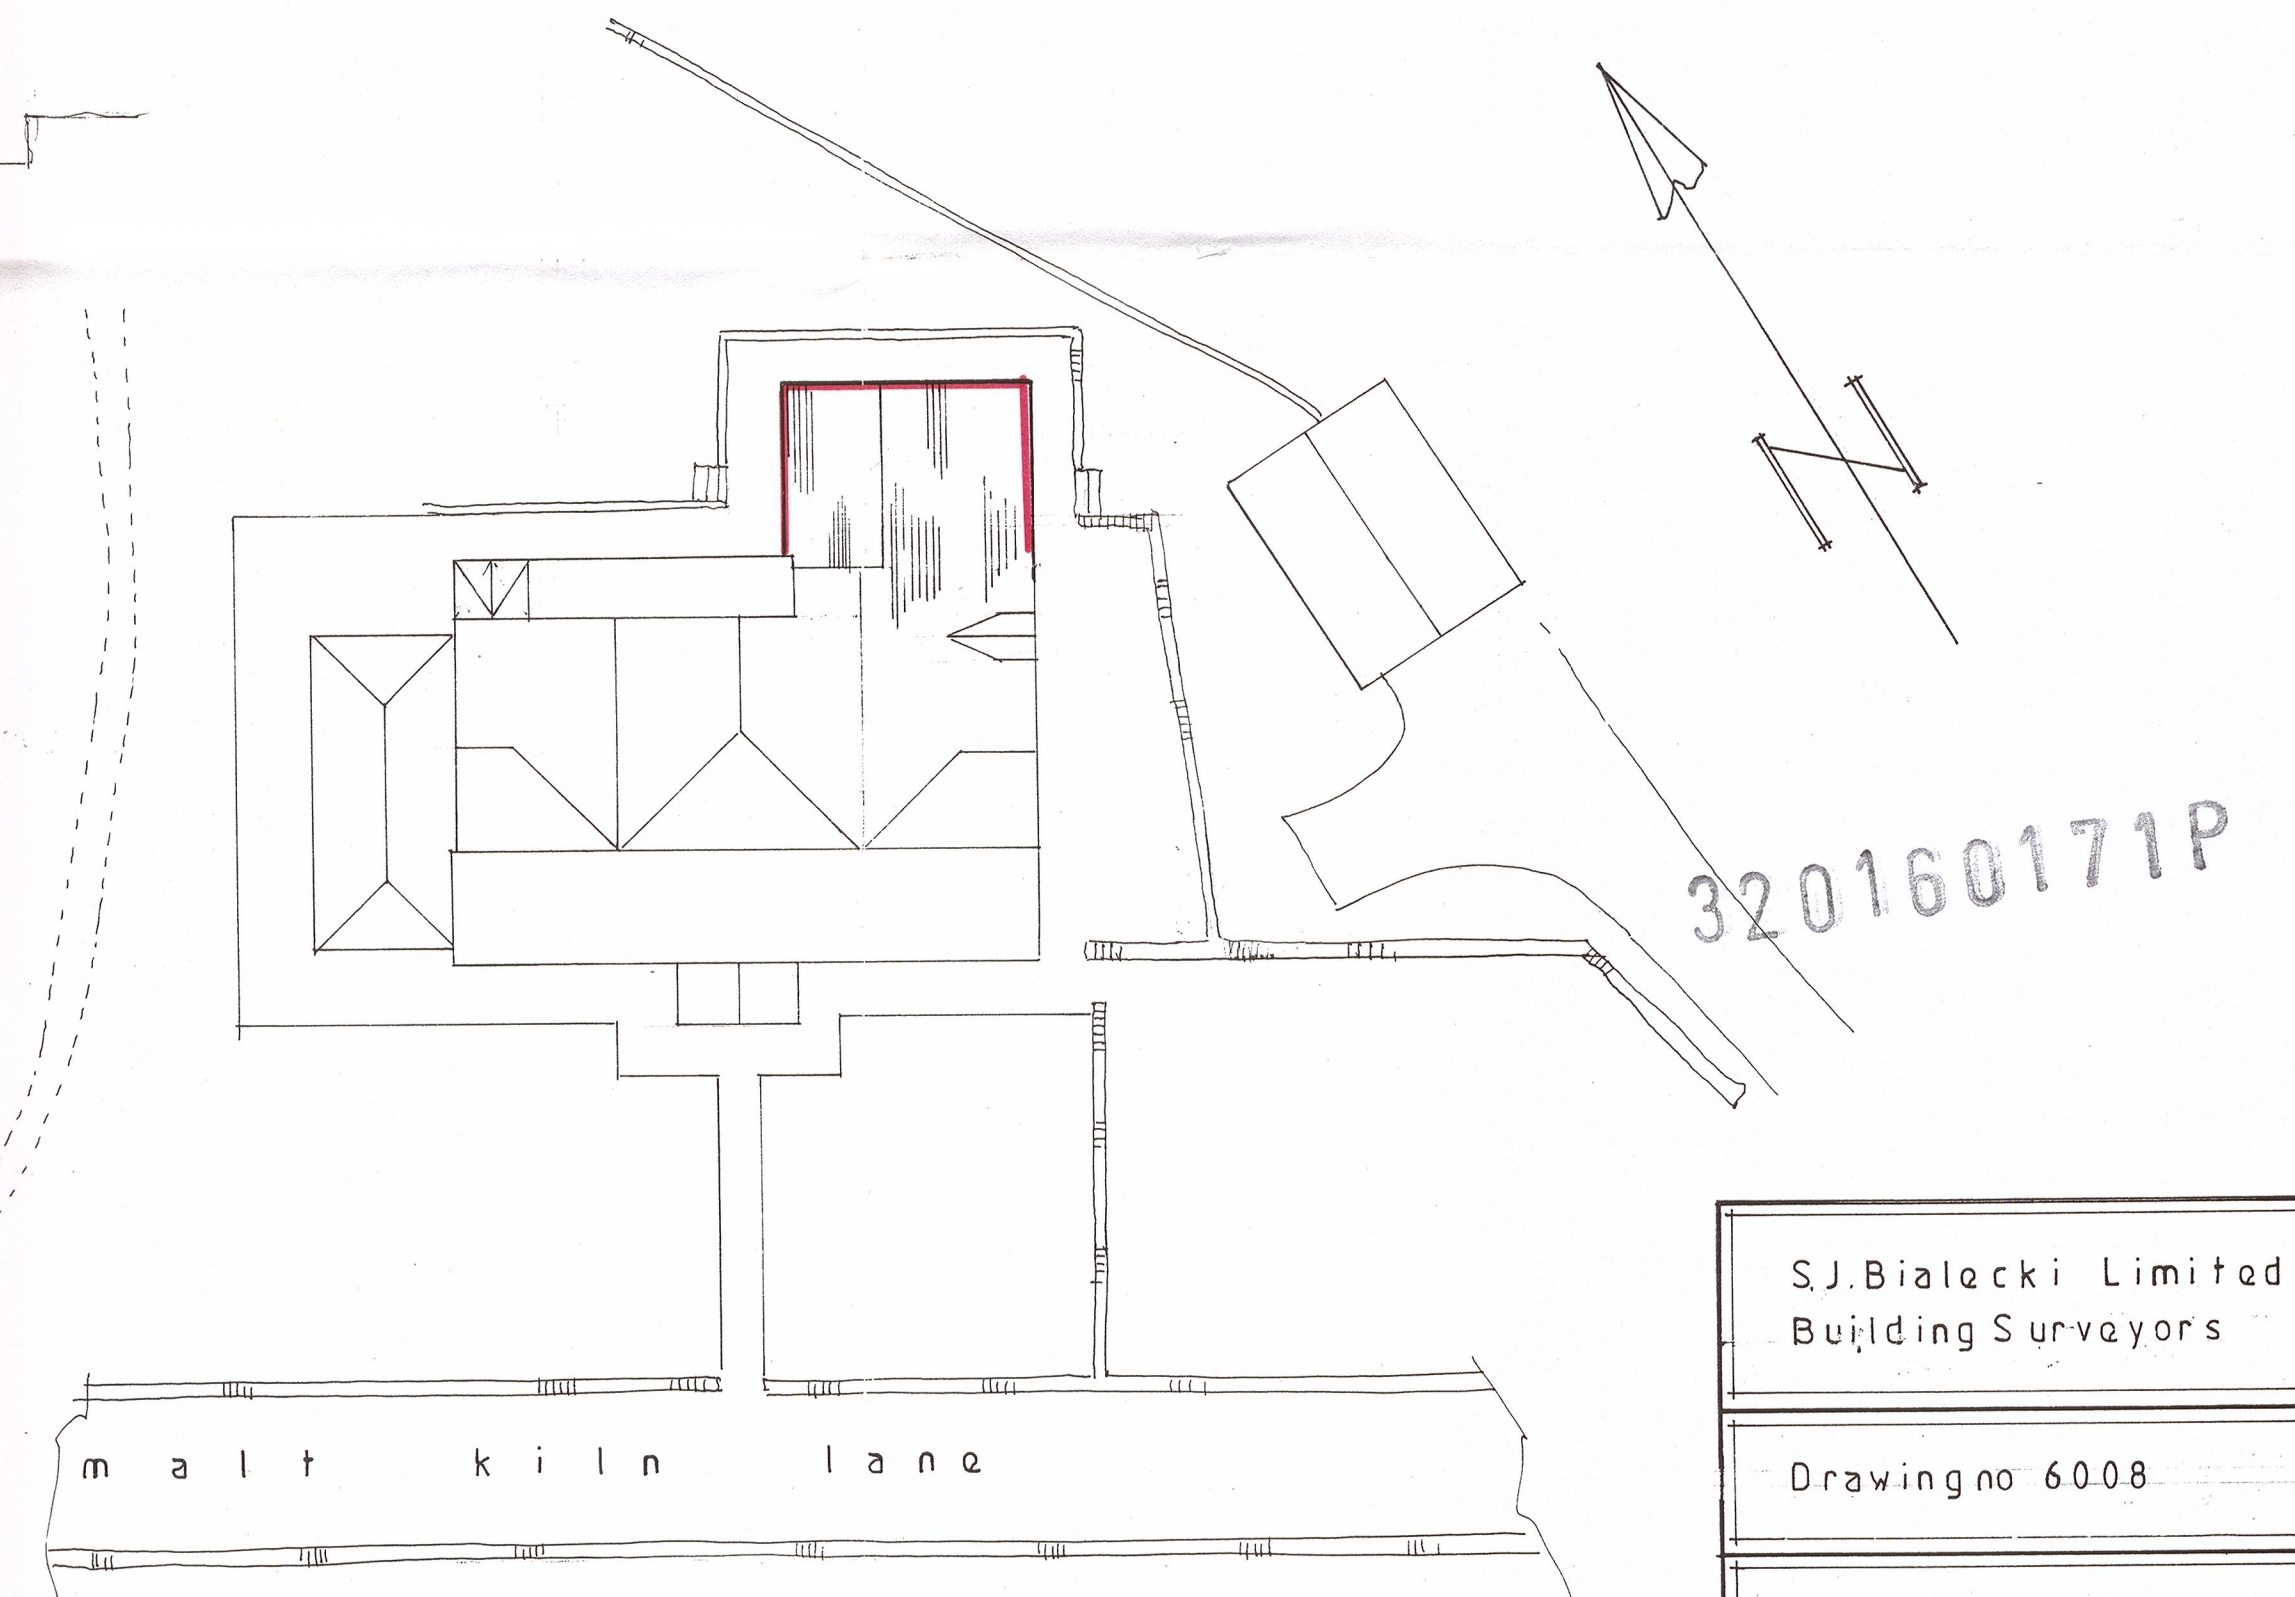 N
320160171P
S.J.Bialecki Limited
Building Surveyors
malt kiln lane
Drawing no 6008